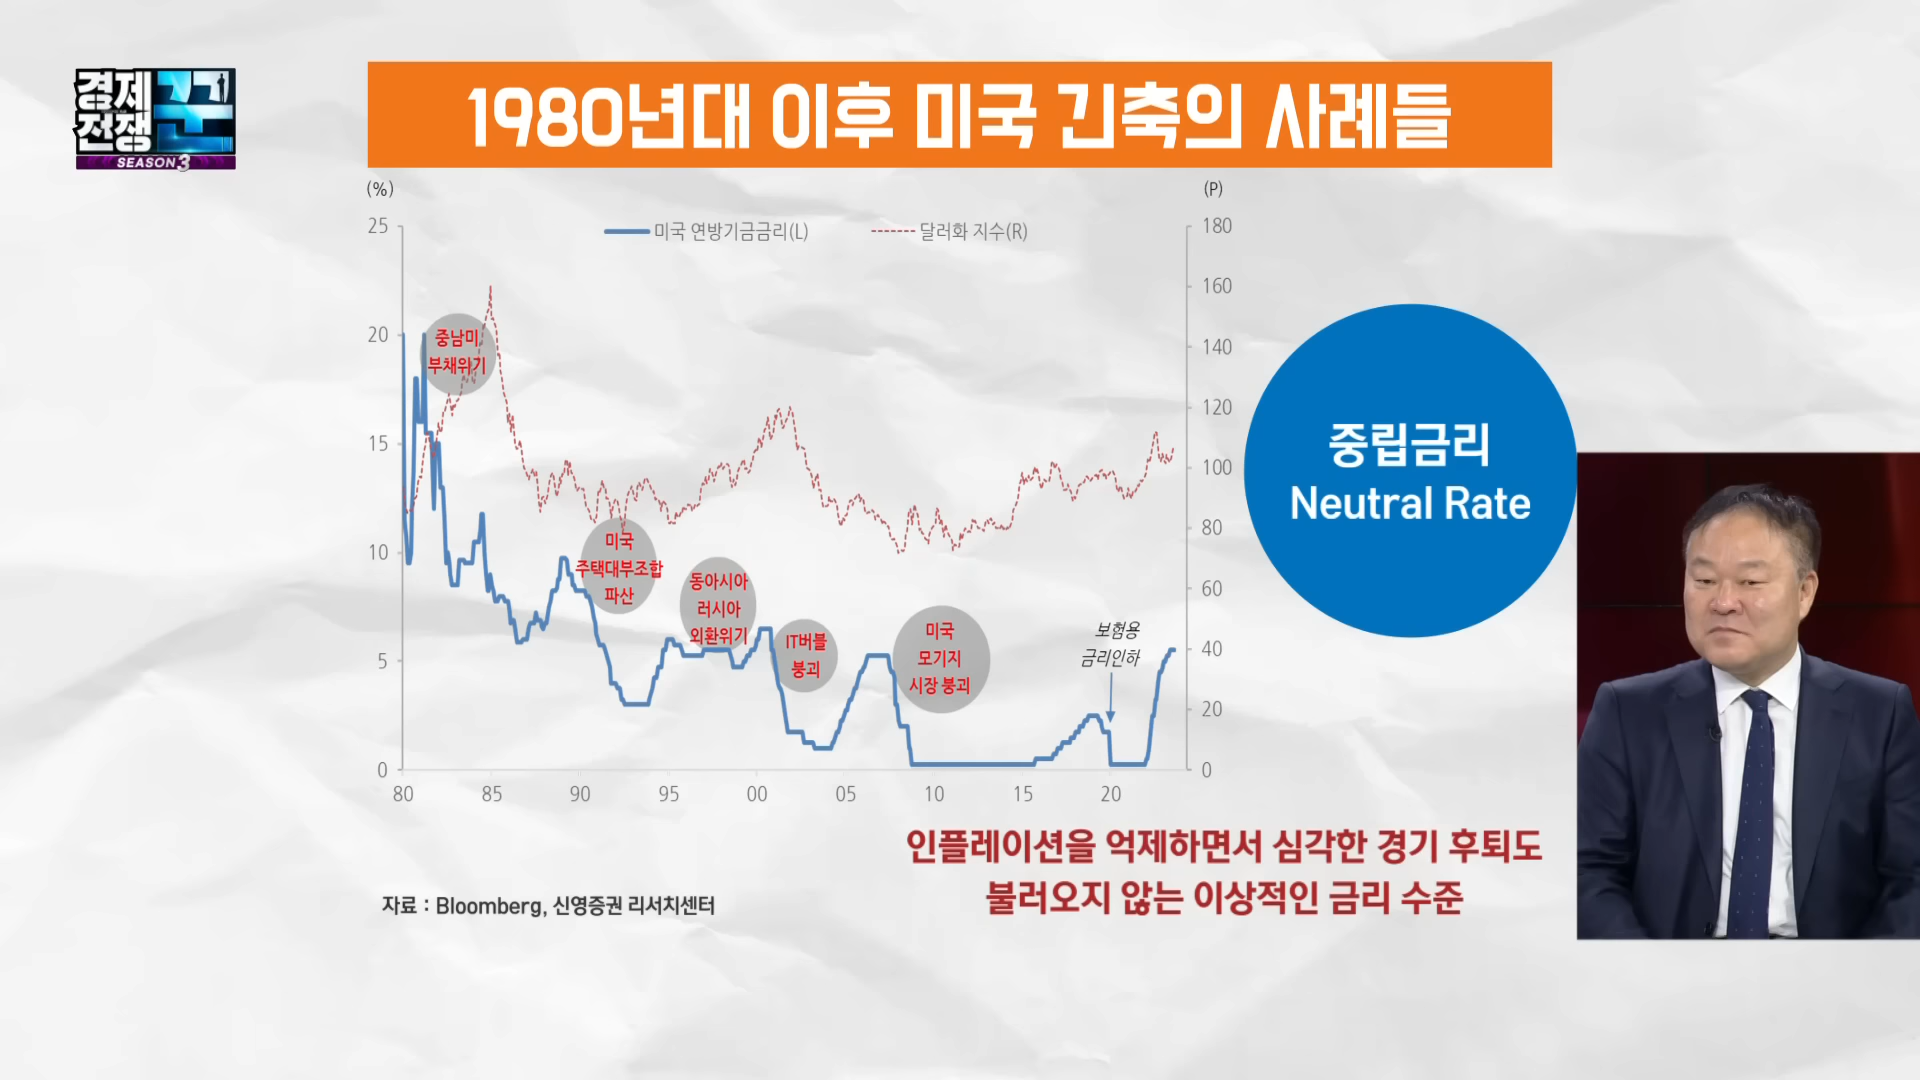 경제
전쟁
꾼
SEASON3
1980년대 이후 미국 긴축의 사례들
(%)
(P)
미국 연방기금금리(L)
달러화 지수(R)
25
20
15
10
5
0
180
160
140
120
100
80
60
40
20
0
중남미
부채위기
미국
주택대부조합
파산
동아시아
러시아
외환위기
IT버블
붕괴
미국
모기지
시장 붕괴
보험용
금리인하
80 85 90 95 00 05 10 15 20
중립금리
Neutral Rate
인플레이션을 억제하면서 심각한 경기 후퇴도
불러오지 않는 이상적인 금리 수준
자료 : Bloomberg, 신영증권 리서치센터